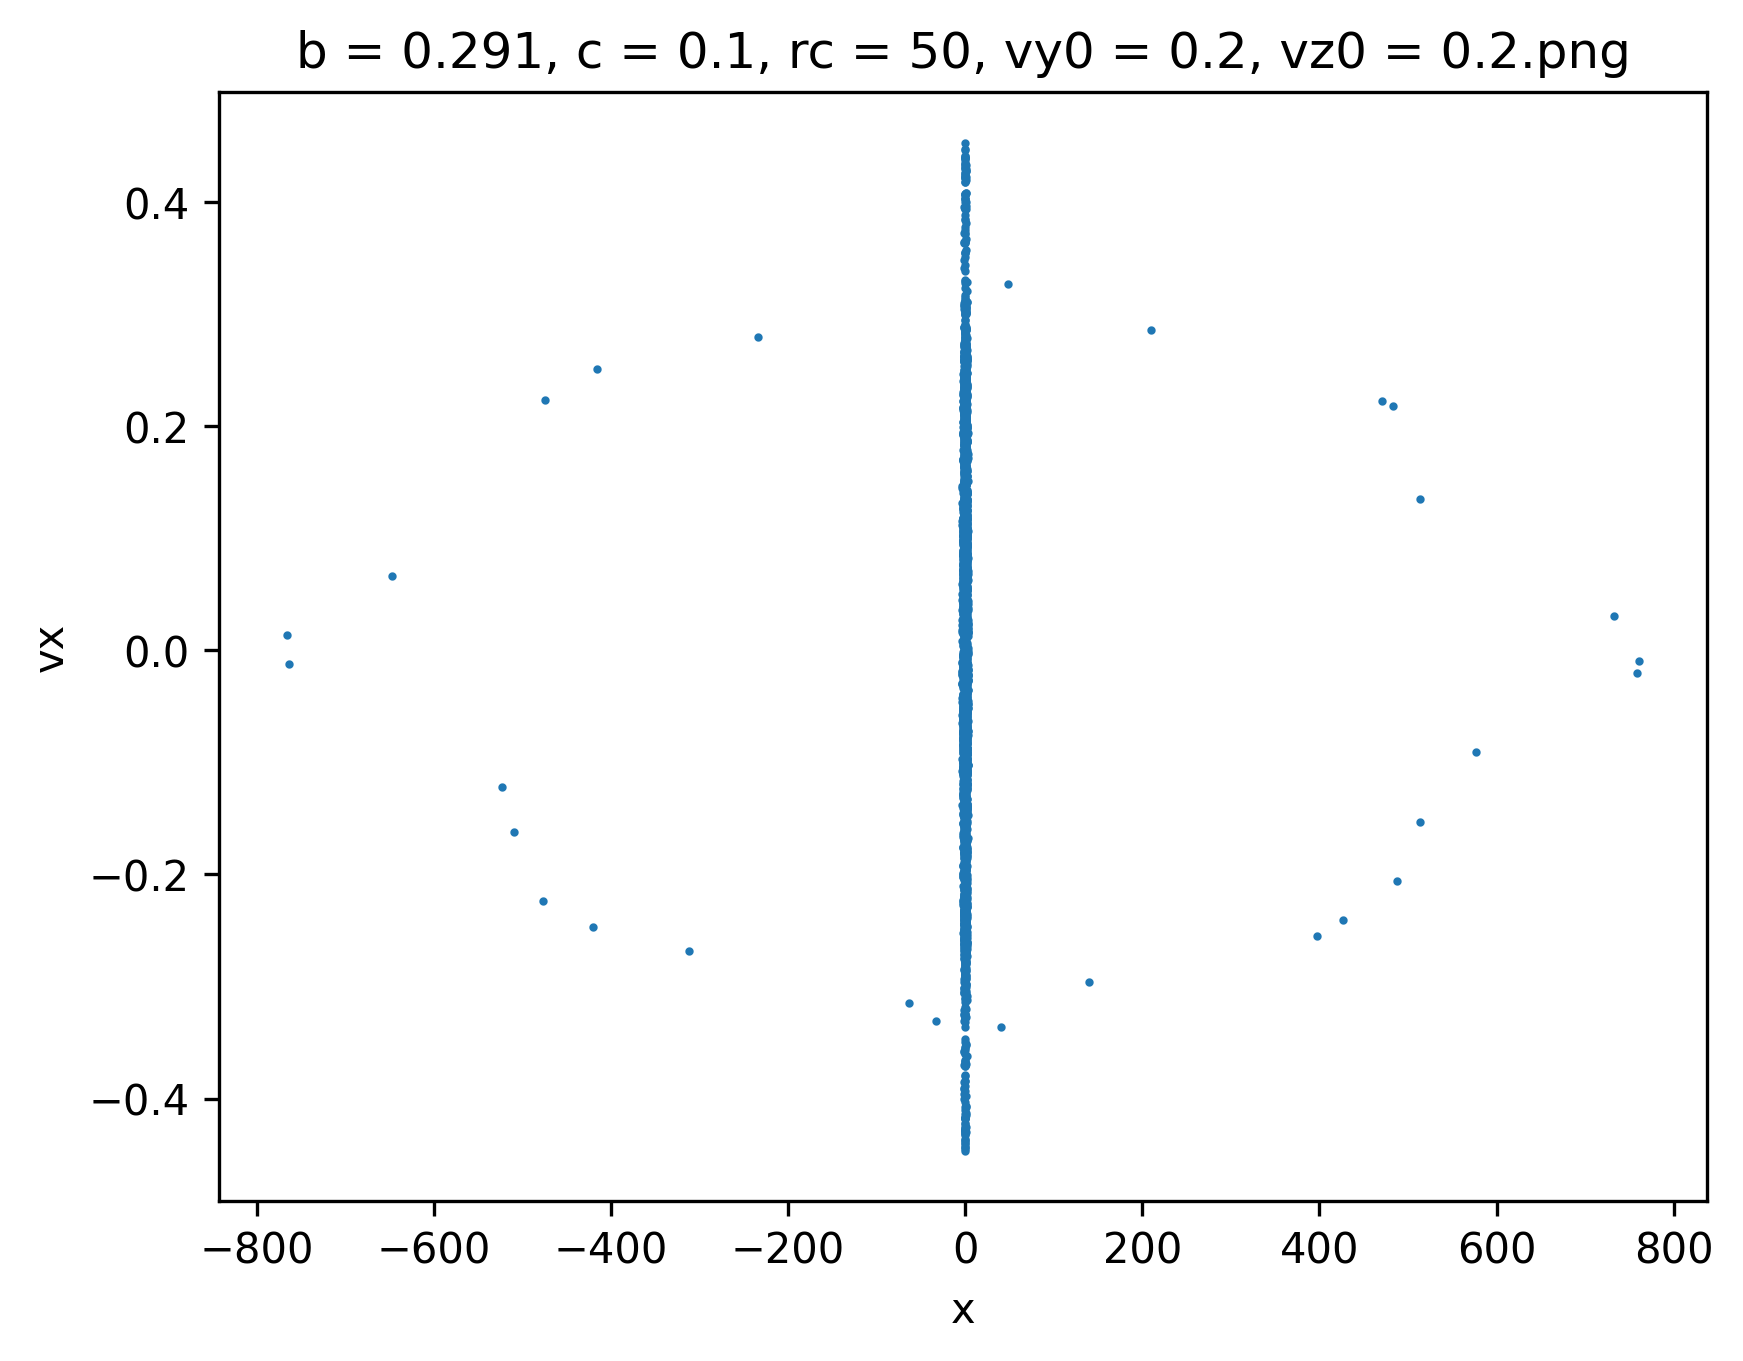 b = 0.291, c = 0.1, rc = 50, vy0 = 0.2, vz0 = 0.2.png
0.4
0.2
0.0
−0.2
−0.4
vx
−800 −600 −400 −200 0 200 400 600 800
x